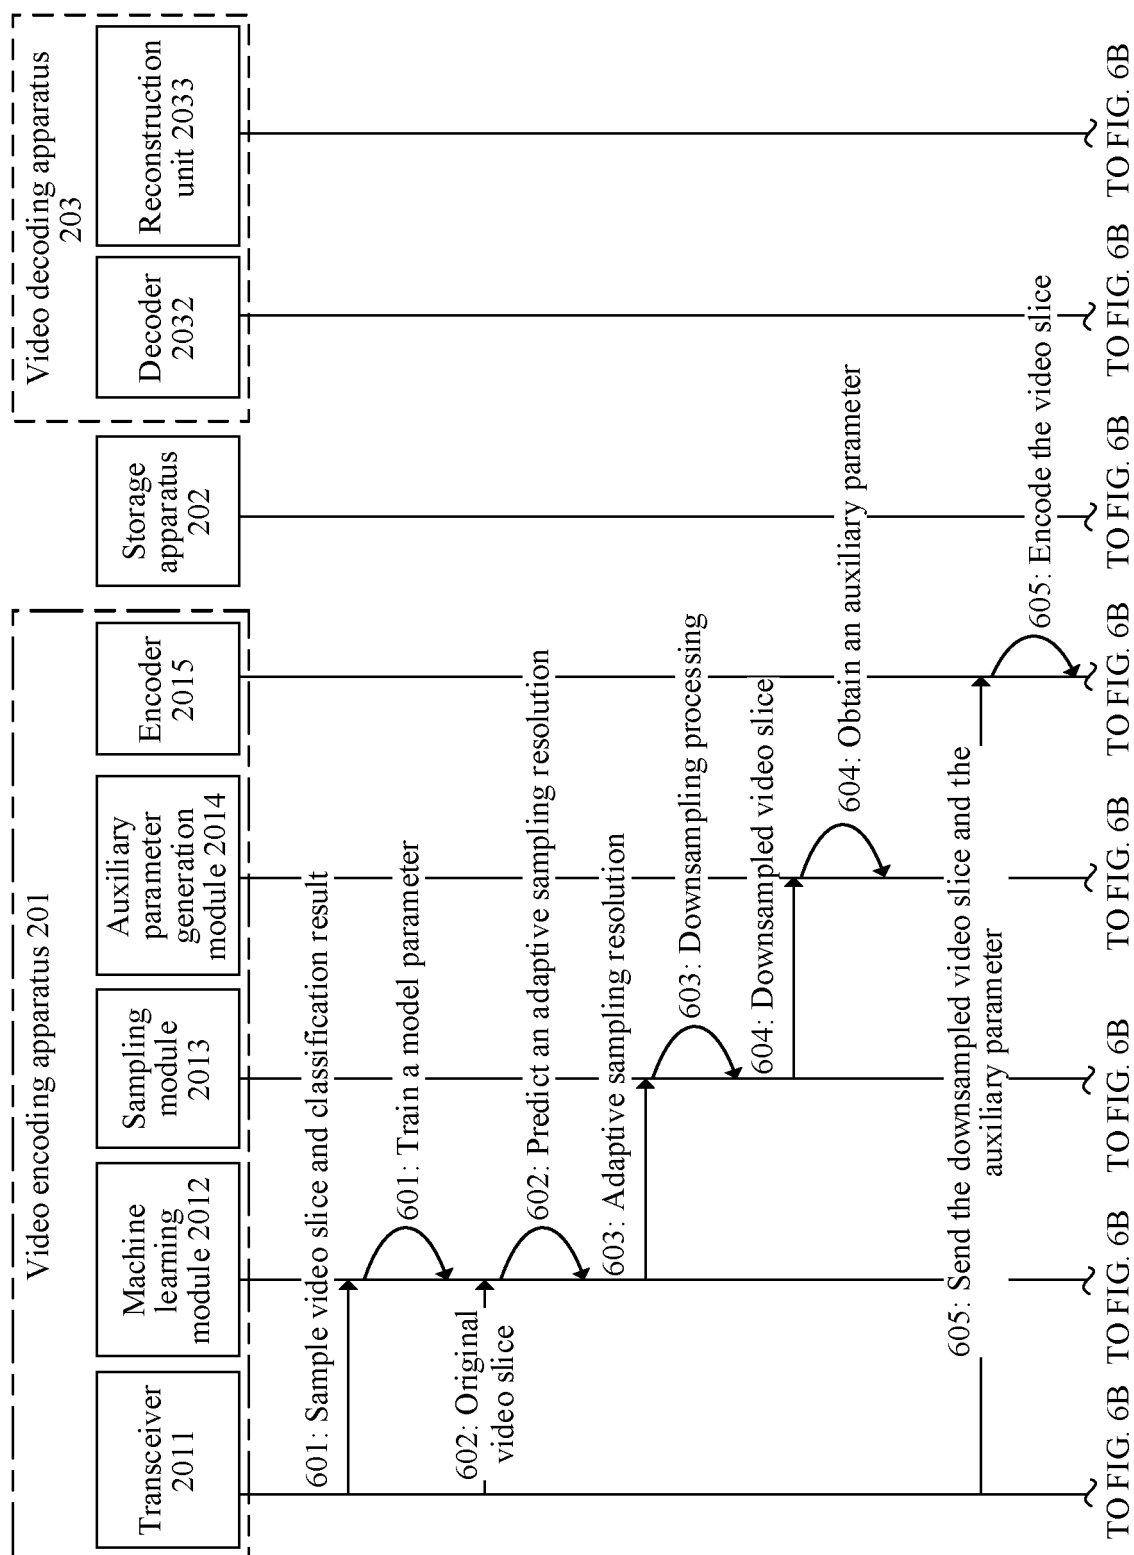 Video encoding apparatus 201
Video decoding apparatus
203
Transceiver
2011
Machine
learning
module 2012
Sampling
module
2013
Auxiliary
parameter
generation
module 2014
Encoder
2015
Storage
apparatus
202
Decoder
2032
Reconstruction
unit 2033
601: Sample video slice and classification result
601: Train a model parameter
602: Original
video slice
602: Predict an adaptive sampling resolution
603: Adaptive sampling resolution
603: Downsampling processing
604: Downsampled video slice
604: Obtain an auxiliary parameter
605: Send the downsampled video slice and the
auxiliary parameter
605: Encode the video slice
TO FIG. 6B
TO FIG. 6B
TO FIG. 6B
TO FIG. 6B
TO FIG. 6B
TO FIG. 6B
TO FIG. 6B
TO FIG. 6B